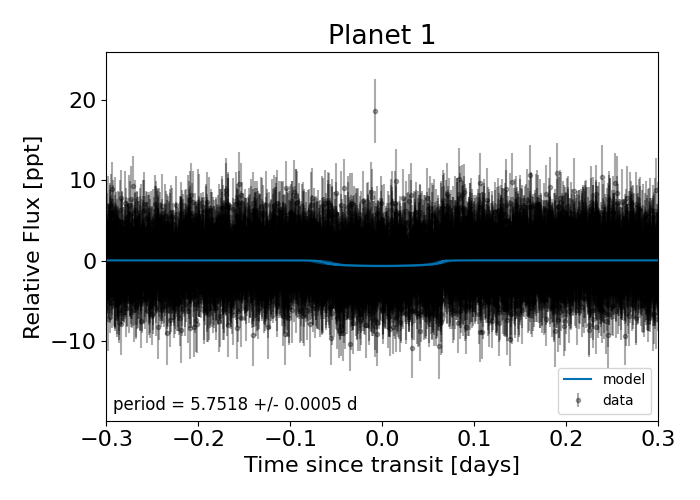 Planet 1
Relative Flux [ppt]
20
10
0
−10
period = 5.7518 +/- 0.0005 d
model
data
−0.3 −0.2 −0.1 0.0 0.1 0.2 0.3
Time since transit [days]